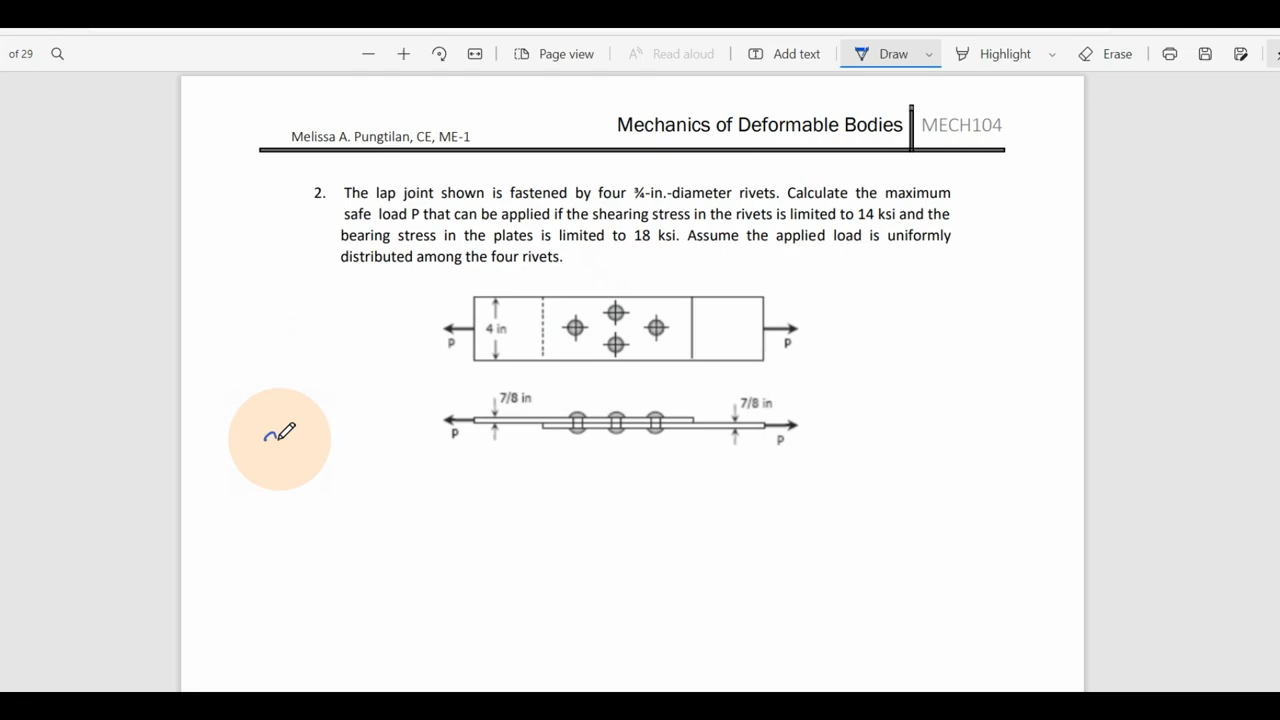 of 29
Page view
Read aloud
Add text
Draw
Highlight
Erase
Melissa A. Pungtilan, CE, ME-1
Mechanics of Deformable Bodies
MECH104
2. The lap joint shown is fastened by four ¾-in.-diameter rivets. Calculate the maximum
safe load P that can be applied if the shearing stress in the rivets is limited to 14 ksi and the
bearing stress in the plates is limited to 18 ksi. Assume the applied load is uniformly
distributed among the four rivets.
4 in
P
P
7/8 in
7/8 in
P
P